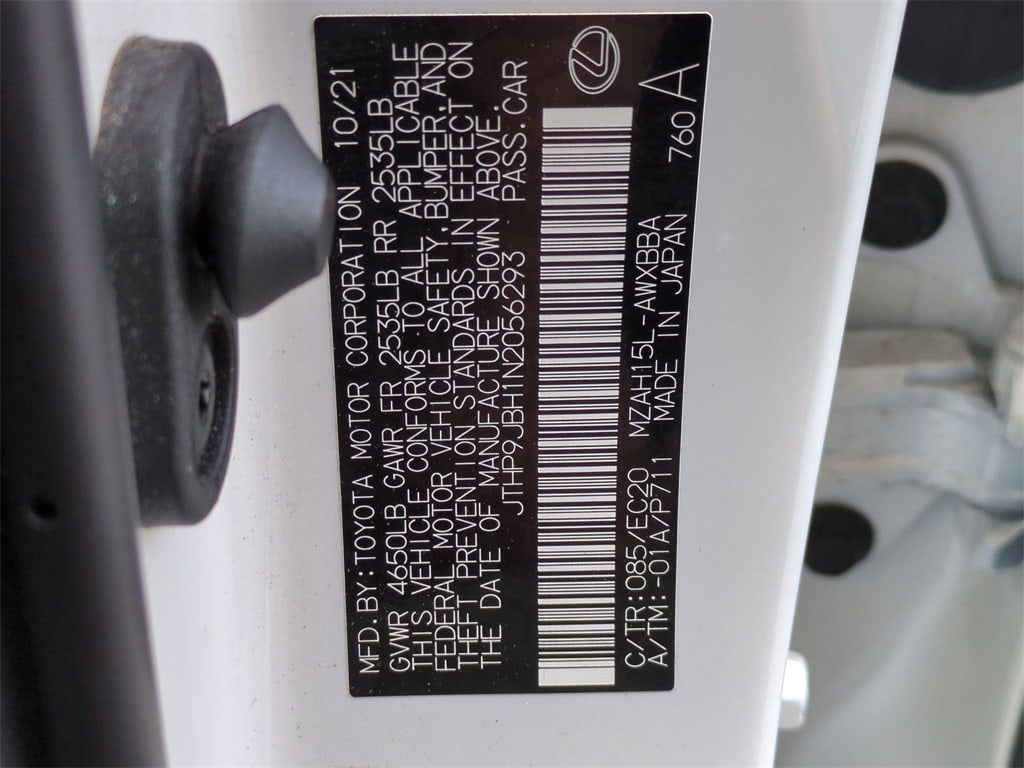 MFD.BY:TOYOTA MOTOR CORPORATION 10/21
GVWR 4650LB GAWR FR 2535LB RR 2535LB
THIS VEHICLE CONFORMS TO ALL APPLICABLE
FEDERAL MOTOR VEHICLE SAFETY,BUMPER,AND
THEFT PREVENTION STANDARDS IN EFFECT ON
THE DATE OF MANUFACTURE SHOWN ABOVE.
JTHP9JBH1N2056293 PASS.CAR
C/TR:085/EC20 MZAH15L-AWXBBA
A/TM:-01A/P711 MADE IN JAPAN
760 A